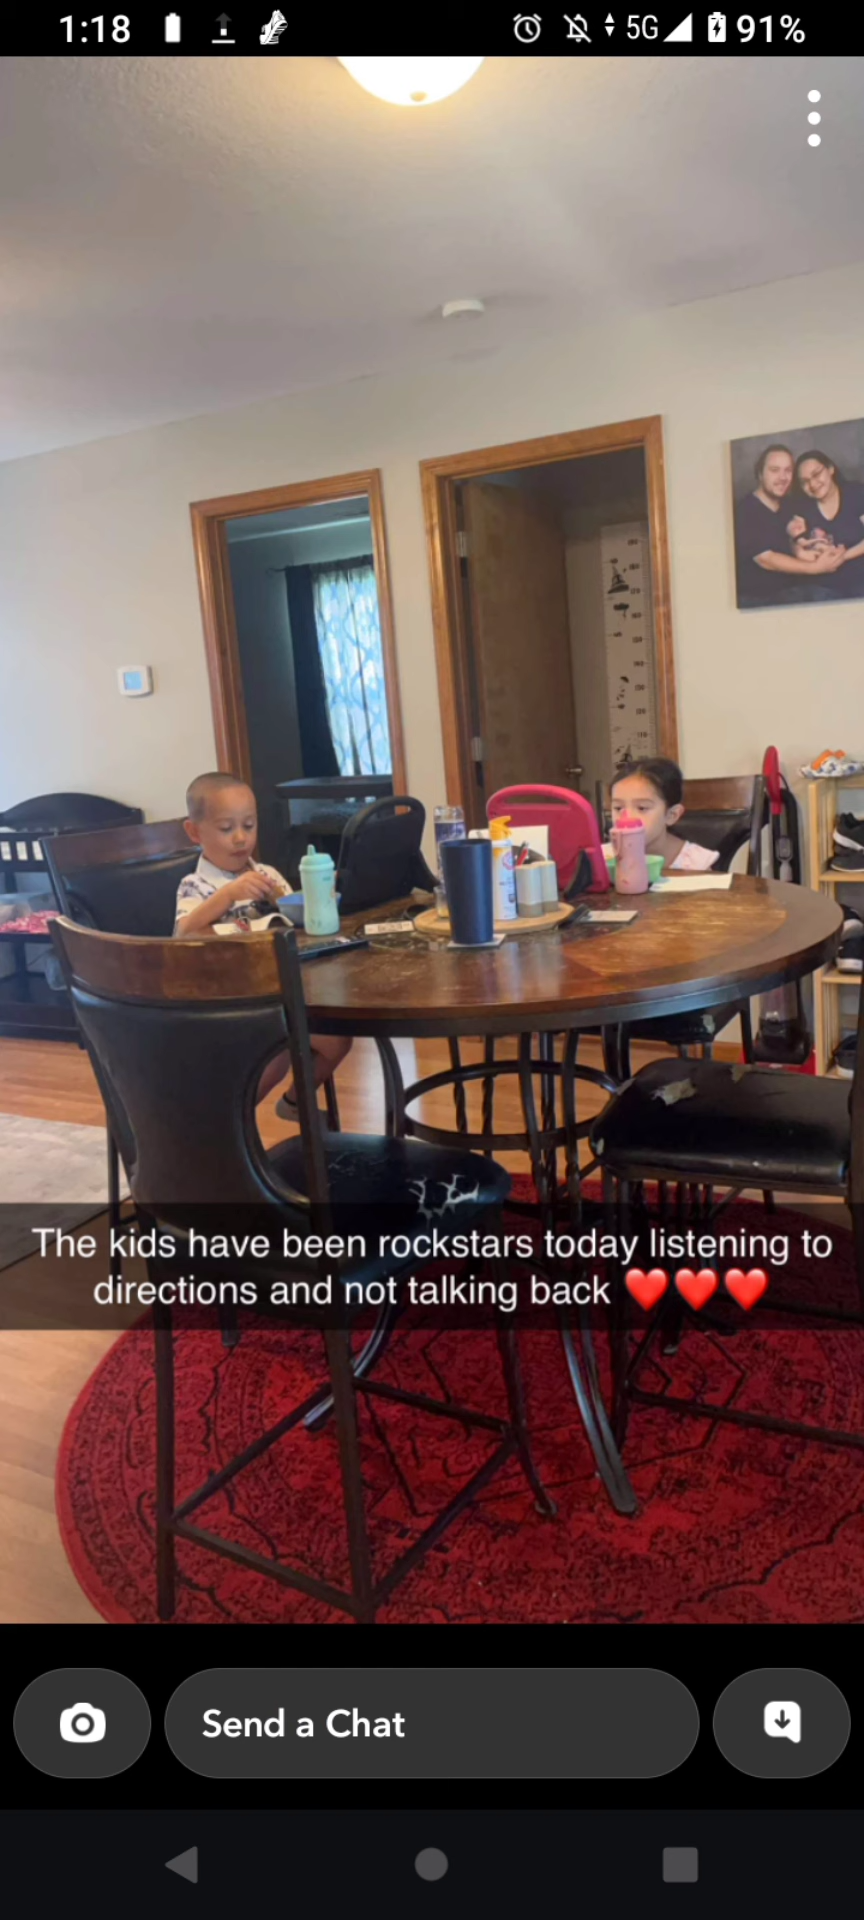 1:18 5G 91%
The kids have been rockstars today listening to
directions and not talking back ❤️❤️❤️
Send a Chat